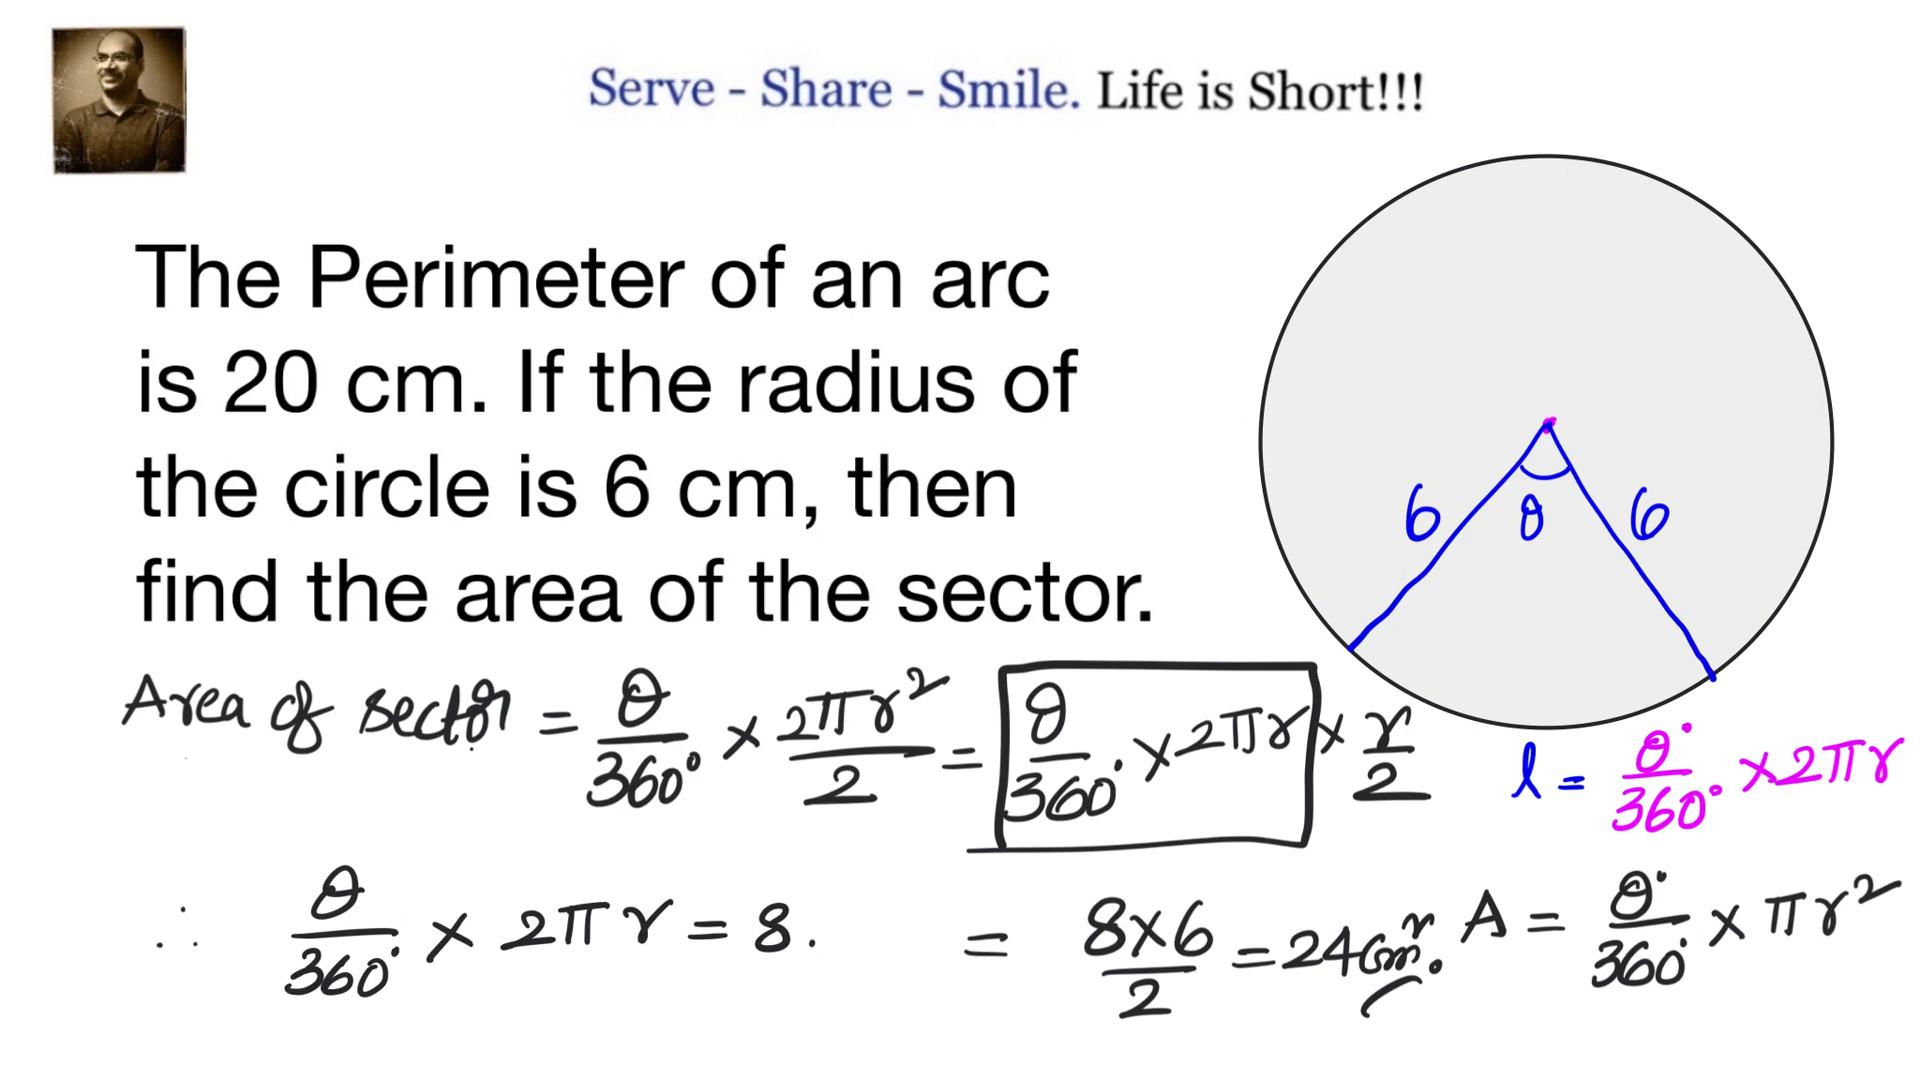 Serve - Share - Smile. Life is Short!!!
The Perimeter of an arc
is 20 cm. If the radius of
the circle is 6 cm, then
find the area of the sector.
6 θ 6
Area of sector = θ/360° × 2πr²/2 = θ/360° × 2πr × r/2
l = θ°/360° × 2πr
∴ θ/360° × 2πr = 8.
= 8×6/2 = 24 cm².
A = θ°/360° × πr²